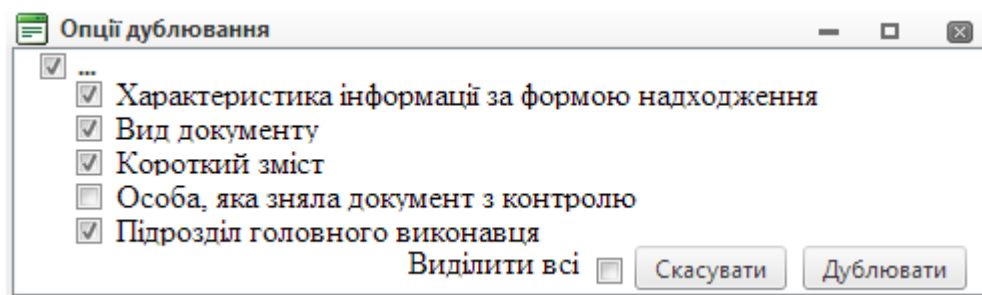 Опції дублювання
...
Характеристика інформації за формою надходження
Вид документу
Короткий зміст
Особа, яка зняла документ з контролю
Підрозділ головного виконавця
Виділити всі Скасувати Дублювати